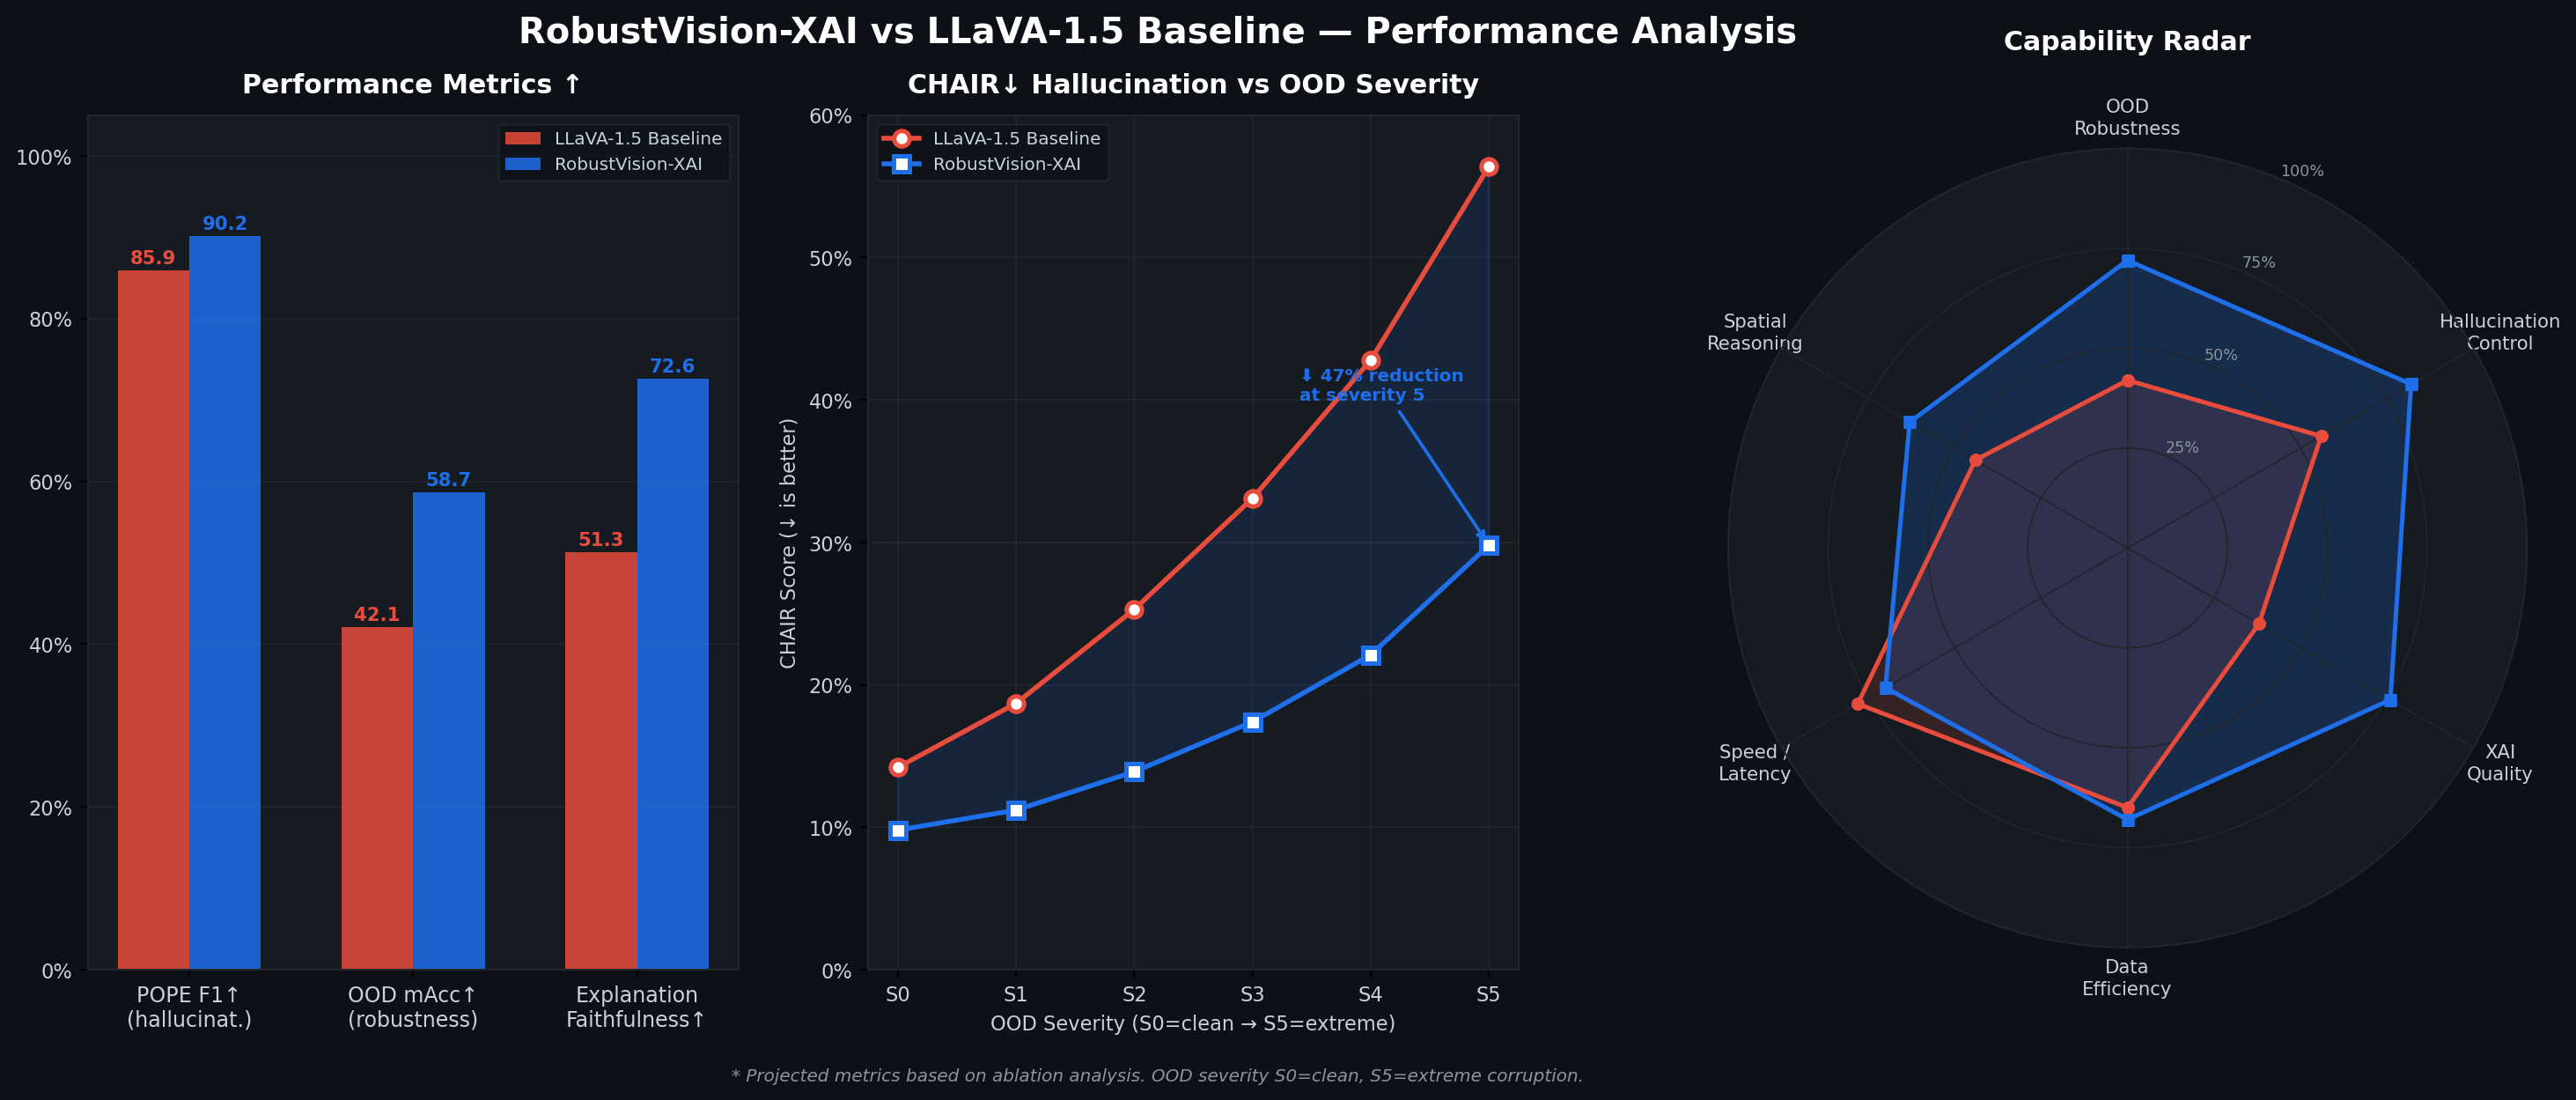 RobustVision-XAI vs LLaVA-1.5 Baseline — Performance Analysis
Performance Metrics ↑
100%
80%
60%
40%
20%
0%
LLaVA-1.5 Baseline
RobustVision-XAI
85.9
90.2
42.1
58.7
51.3
72.6
POPE F1↑
(hallucinat.)
OOD mAcc↑
(robustness)
Explanation
Faithfulness↑
CHAIR↓ Hallucination vs OOD Severity
CHAIR Score (↓ is better)
60%
50%
40%
30%
20%
10%
0%
LLaVA-1.5 Baseline
RobustVision-XAI
⬇ 47% reduction
at severity 5
S0
S1
S2
S3
S4
S5
OOD Severity (S0=clean → S5=extreme)
Capability Radar
OOD
Robustness
100%
75%
50%
25%
Spatial
Reasoning
Hallucination
Control
Speed /
Latency
XAI
Quality
Data
Efficiency
* Projected metrics based on ablation analysis. OOD severity S0=clean, S5=extreme corruption.